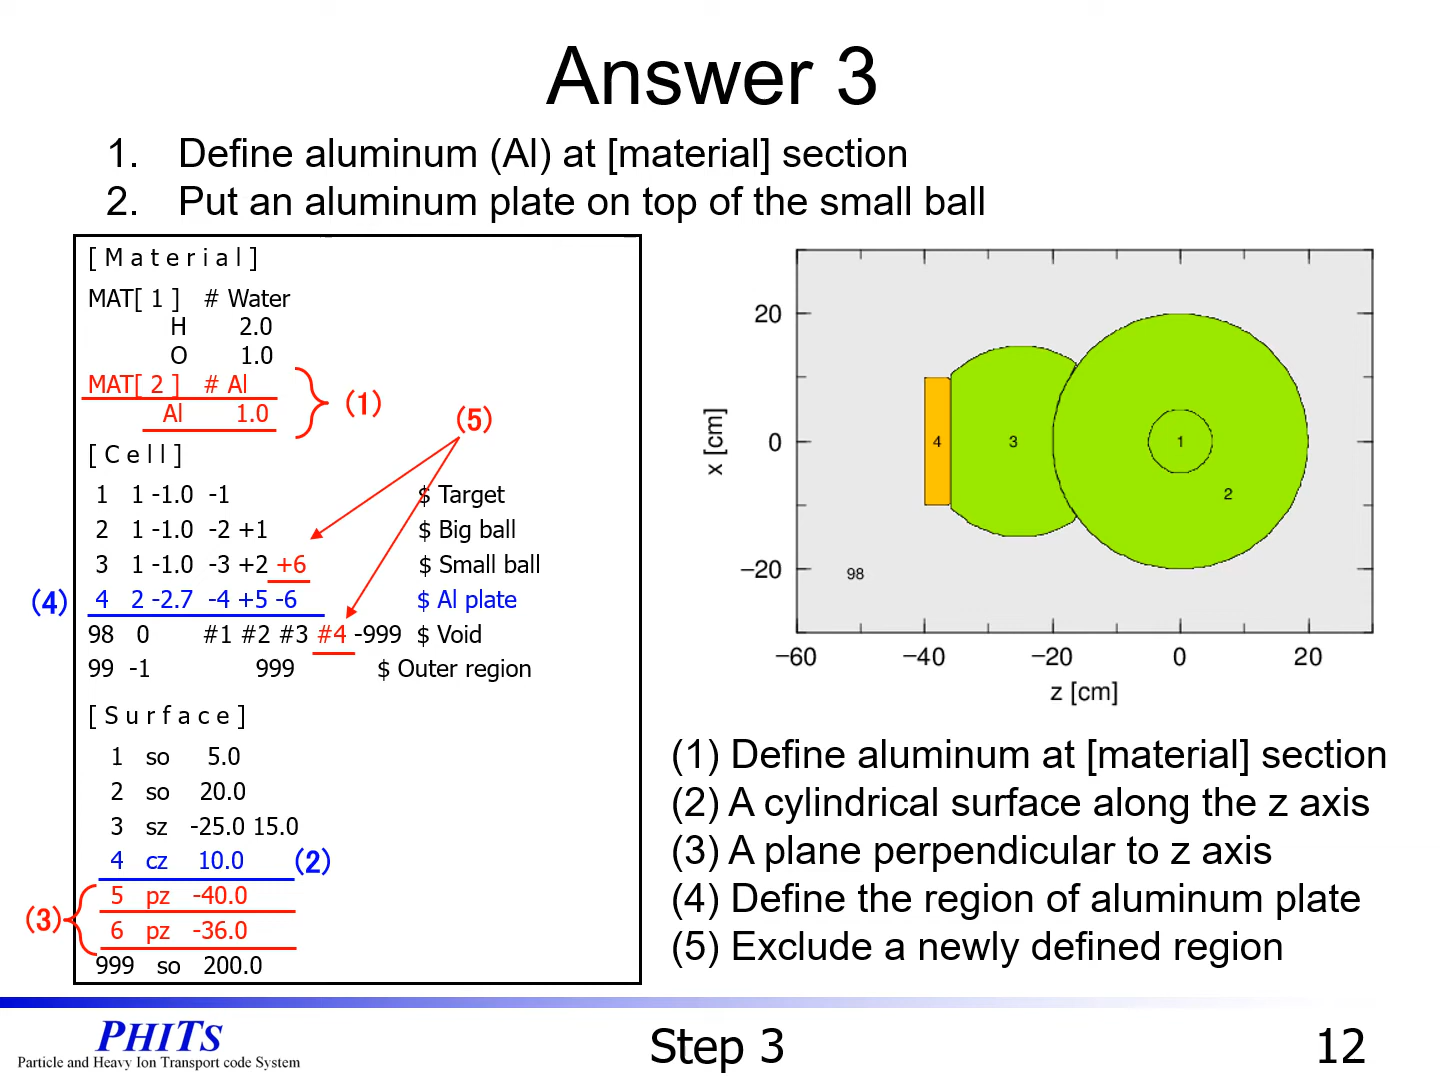 Answer 3
1. Define aluminum (Al) at [material] section
2. Put an aluminum plate on top of the small ball
[ M a t e r i a l ]
MAT[ 1 ] # Water
H 2.0
O 1.0
MAT[ 2 ] # Al
Al 1.0
(1)
(5)
[ C e l l ]
1 1 -1.0 -1 $ Target
2 1 -1.0 -2 +1 $ Big ball
3 1 -1.0 -3 +2 +6 $ Small ball
(4) 4 2 -2.7 -4 +5 -6 $ Al plate
98 0 #1 #2 #3 #4 -999 $ Void
99 -1 999 $ Outer region
[ S u r f a c e ]
1 so 5.0
2 so 20.0
3 sz -25.0 15.0
4 cz 10.0 (2)
5 pz -40.0
(3)
6 pz -36.0
999 so 200.0
20
0
−20
x [cm]
4
3
1
2
98
−60 −40 −20 0 20
z [cm]
(1) Define aluminum at [material] section
(2) A cylindrical surface along the z axis
(3) A plane perpendicular to z axis
(4) Define the region of aluminum plate
(5) Exclude a newly defined region
PHITS
Particle and Heavy Ion Transport code System
Step 3
12